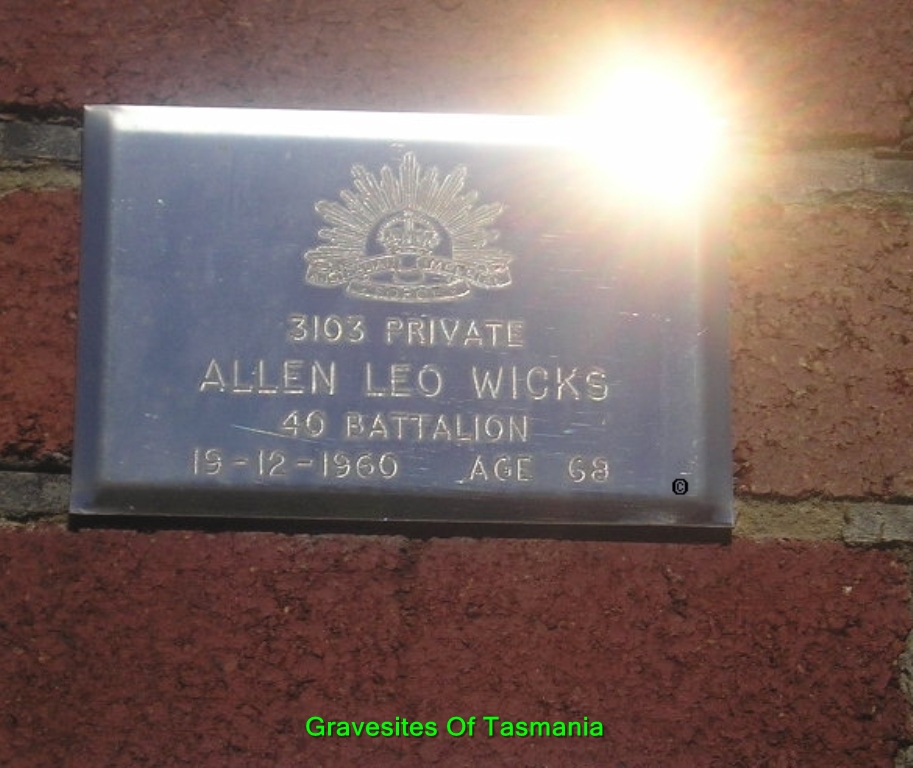 3103 PRIVATE
ALLEN LEO WICKS
40 BATTALION
19-12-1960 AGE 68
©
Gravesites Of Tasmania